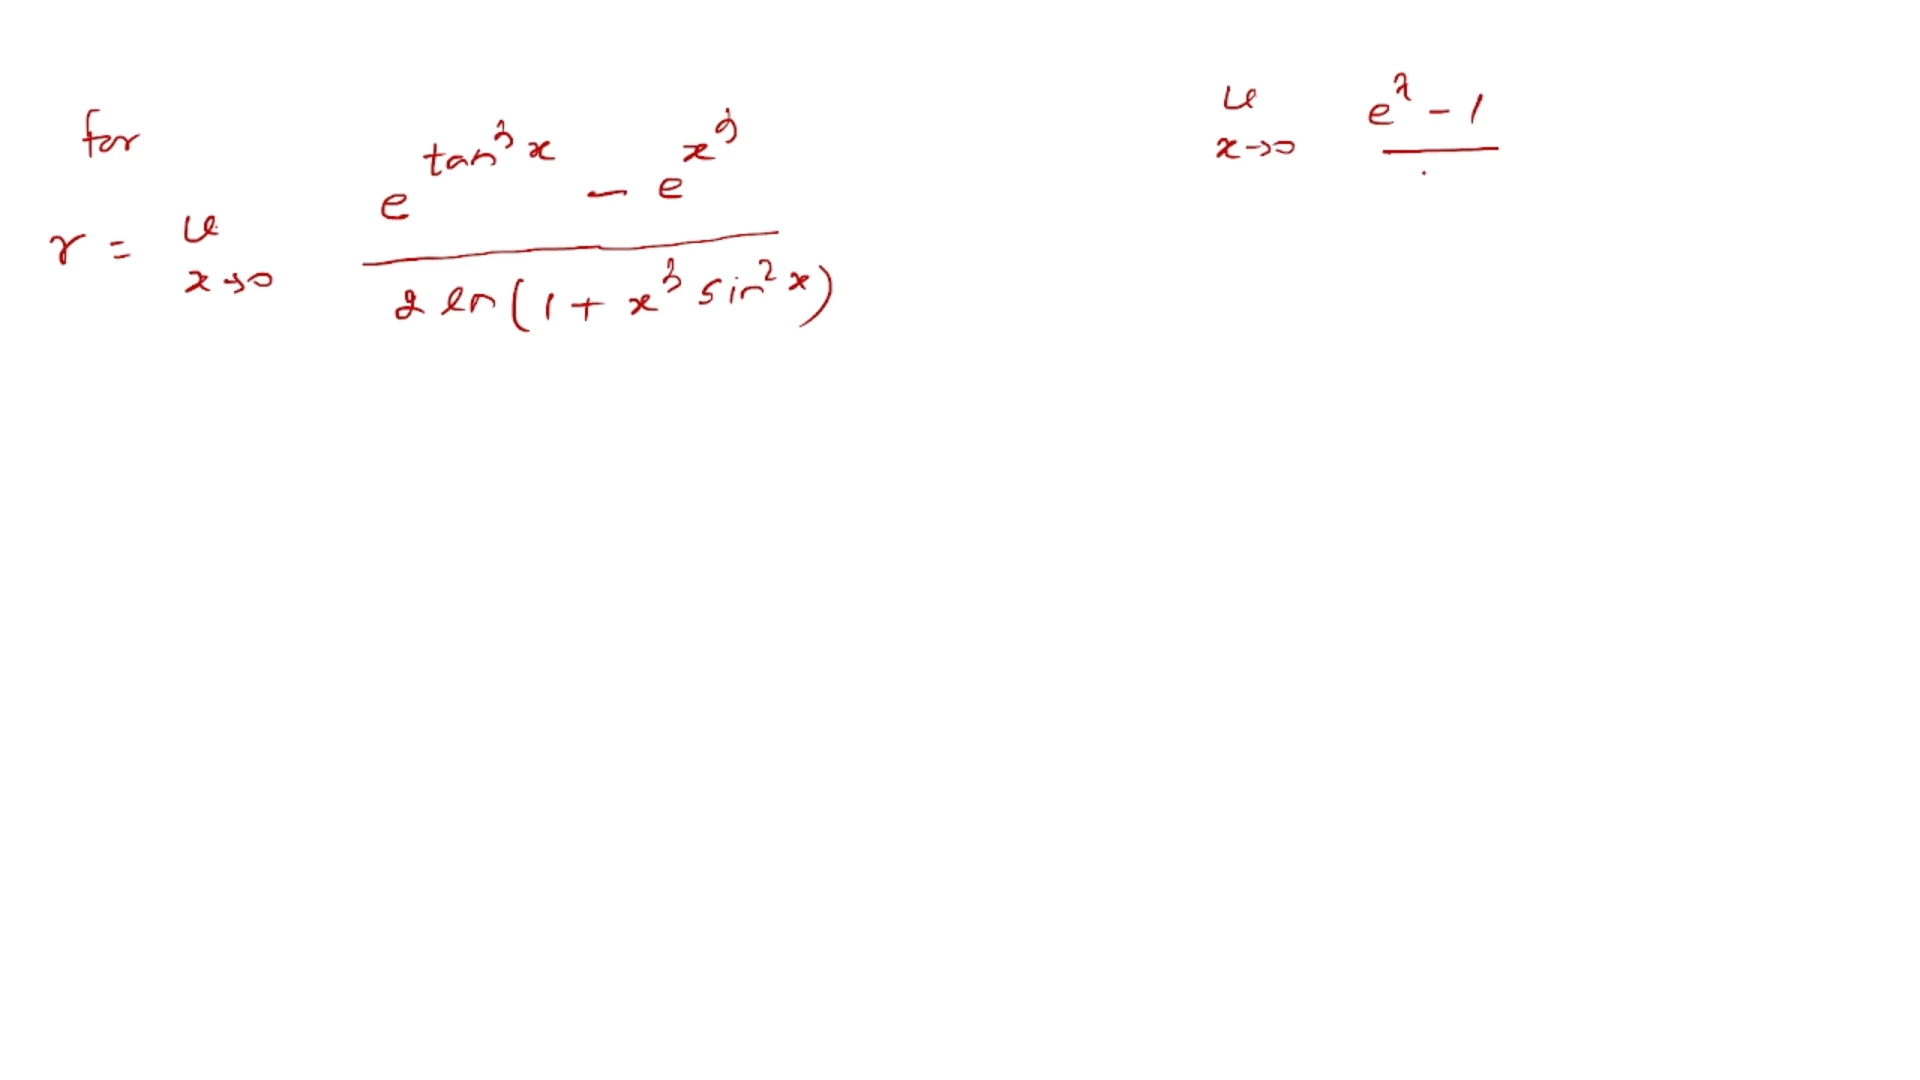 for
r = lt x→0 (e^(tan³x) − e^(x³)) / (2 ln(1 + x³ sin²x))
lt x→0 e^x − 1